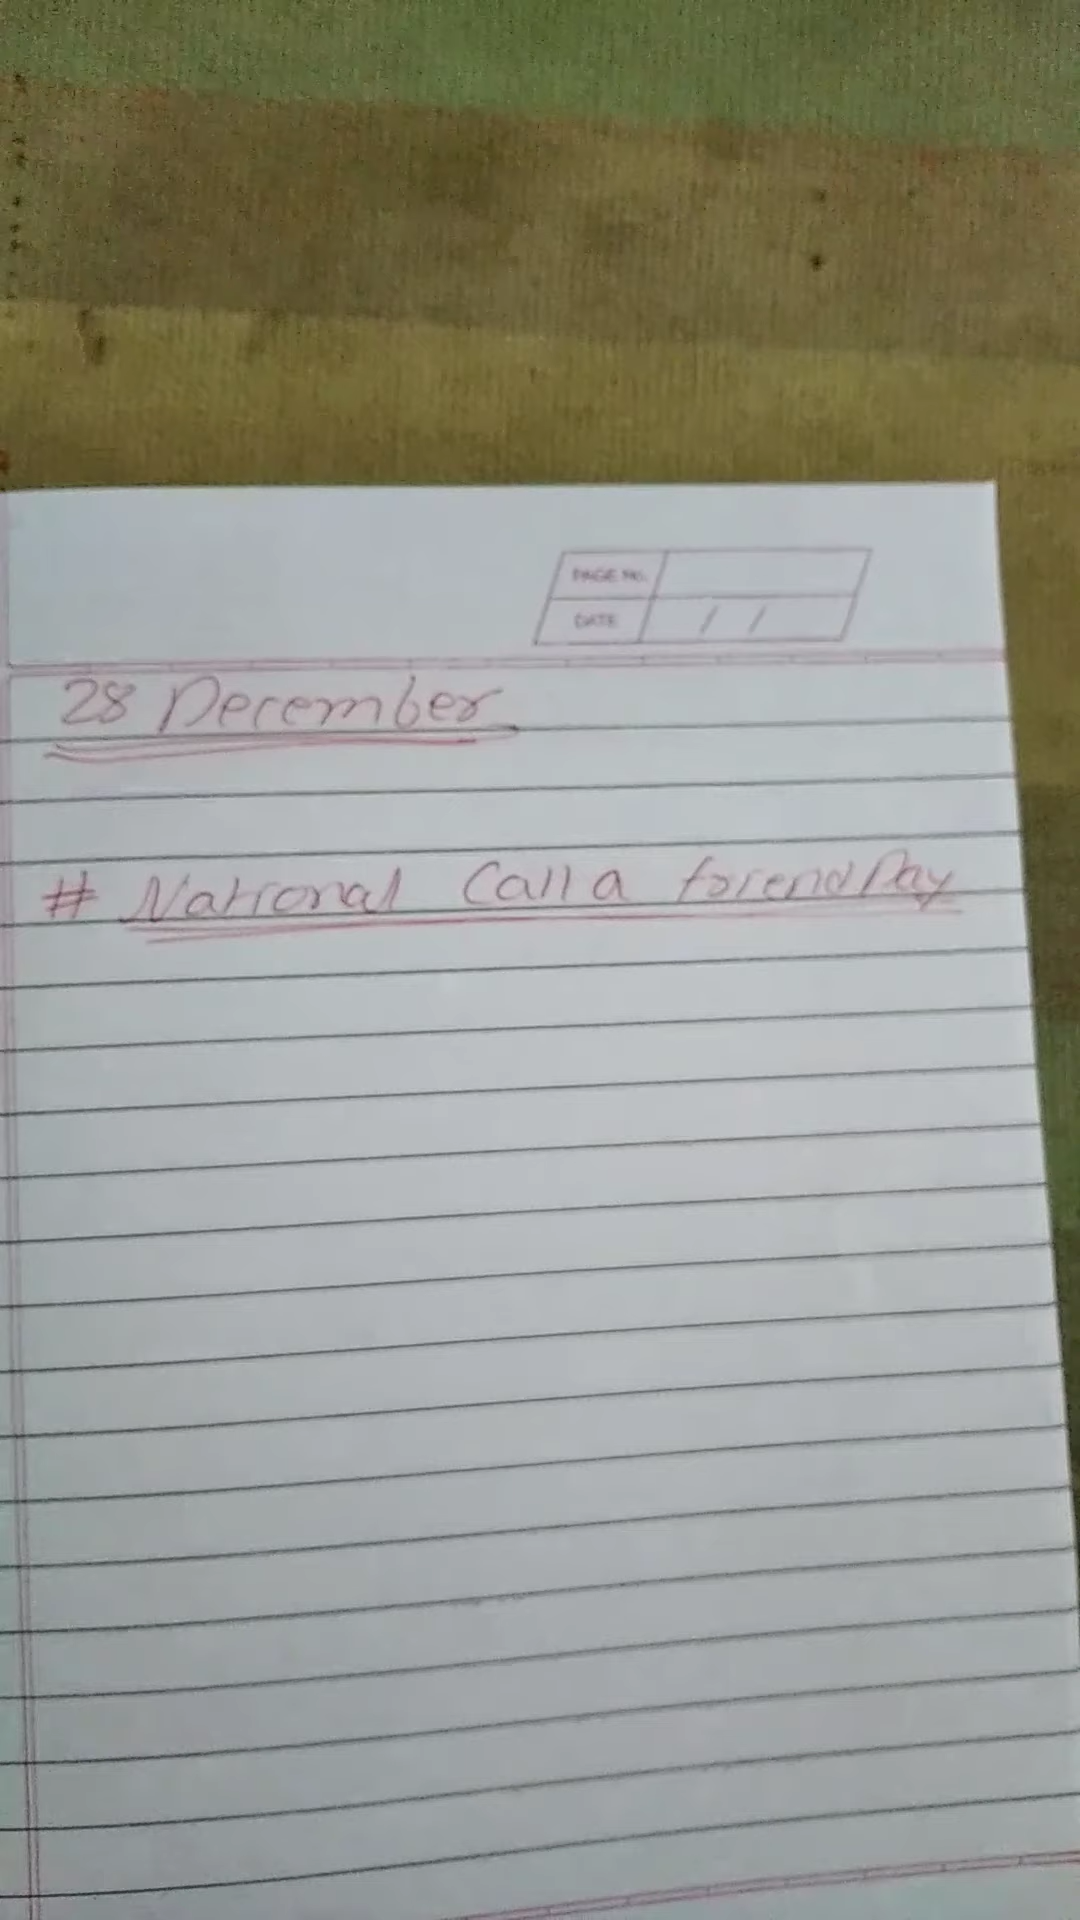 PAGE No.
DATE / /
28 December
# National Call a friend Day